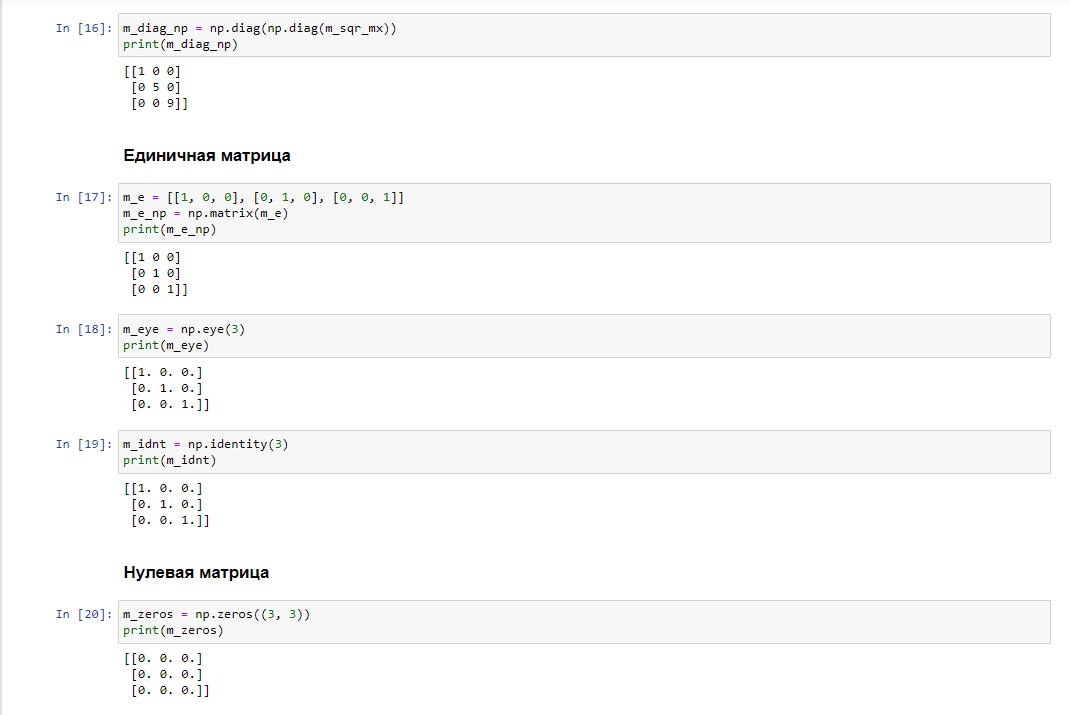 In [16]: m_diag_np = np.diag(np.diag(m_sqr_mx))
print(m_diag_np)
[[1 0 0]
 [0 5 0]
 [0 0 9]]
Единичная матрица
In [17]: m_e = [[1, 0, 0], [0, 1, 0], [0, 0, 1]]
m_e_np = np.matrix(m_e)
print(m_e_np)
[[1 0 0]
 [0 1 0]
 [0 0 1]]
In [18]: m_eye = np.eye(3)
print(m_eye)
[[1. 0. 0.]
 [0. 1. 0.]
 [0. 0. 1.]]
In [19]: m_idnt = np.identity(3)
print(m_idnt)
[[1. 0. 0.]
 [0. 1. 0.]
 [0. 0. 1.]]
Нулевая матрица
In [20]: m_zeros = np.zeros((3, 3))
print(m_zeros)
[[0. 0. 0.]
 [0. 0. 0.]
 [0. 0. 0.]]